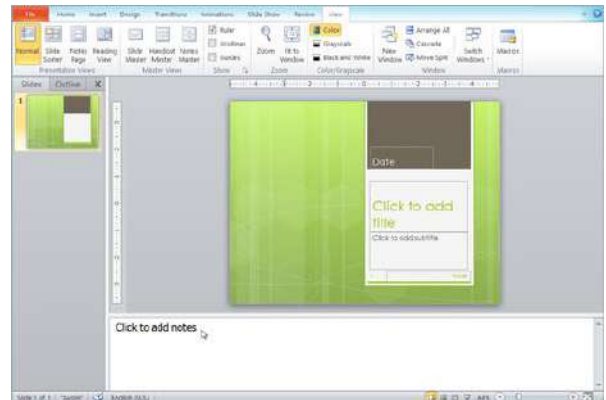 File Home Insert Design Transitions Animations Slide Show Review View
Normal Slide Sorter Notes Page Reading View Slide Master Handout Master Notes Master Ruler Gridlines Guides Zoom Fit to Window Color Grayscale Black and White New Window Arrange All Cascade Move Split Switch Windows Macros
Presentation Views Master Views Show Zoom Color/Grayscale Window Macros
Slides Outline X
1
Date
Click to add
title
Click to add subtitle
Click to add notes
Slide 1 of 1 English (U.S.) 44%